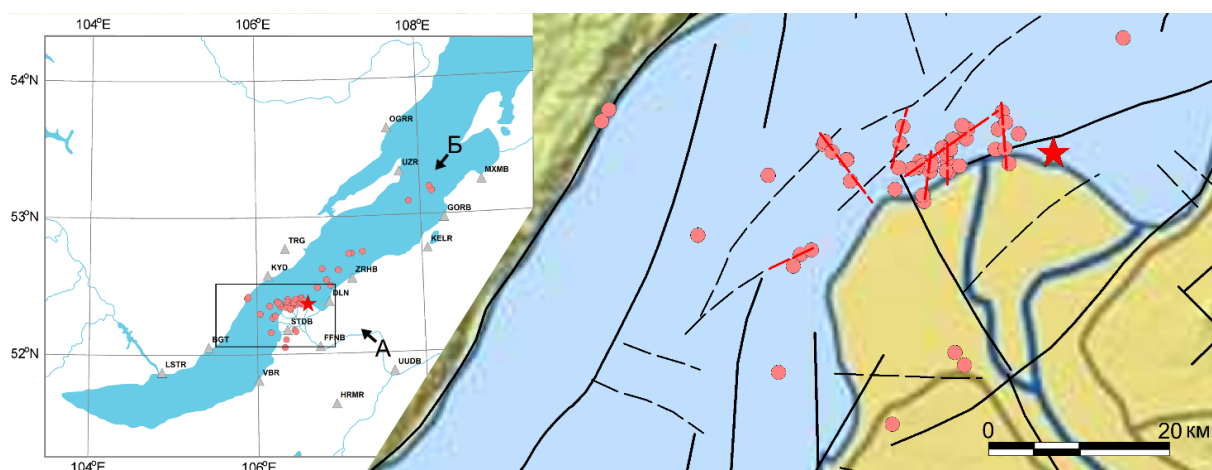 104°E
106°E
108°E
54°N
OGRR
Б
UZR
MXMB
53°N
GORB
TRG
KELR
KYD
ZRHB
DLN
STDB
BGT
FFNB
А
52°N
LSTR
VBR
UUDB
HRMR
104°E
106°E
0
20 км